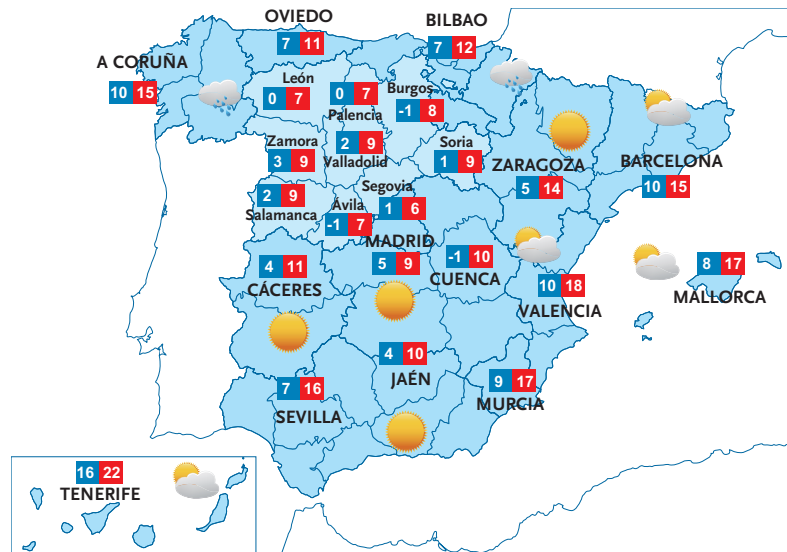 OVIEDO
7 11
BILBAO
7 12
A CORUÑA
10 15
León
0 7
0 7
Palencia
Burgos
-1 8
Zamora
3 9
2 9
Valladolid
Soria
1 9
ZARAGOZA
5 14
BARCELONA
10 15
2 9
Salamanca
Ávila
-1 7
Segovia
1 6
MADRID
5 9
-1 10
CUENCA
4 11
CÁCERES
10 18
VALENCIA
8 17
MALLORCA
4 10
JAÉN
7 16
SEVILLA
9 17
MURCIA
16 22
TENERIFE